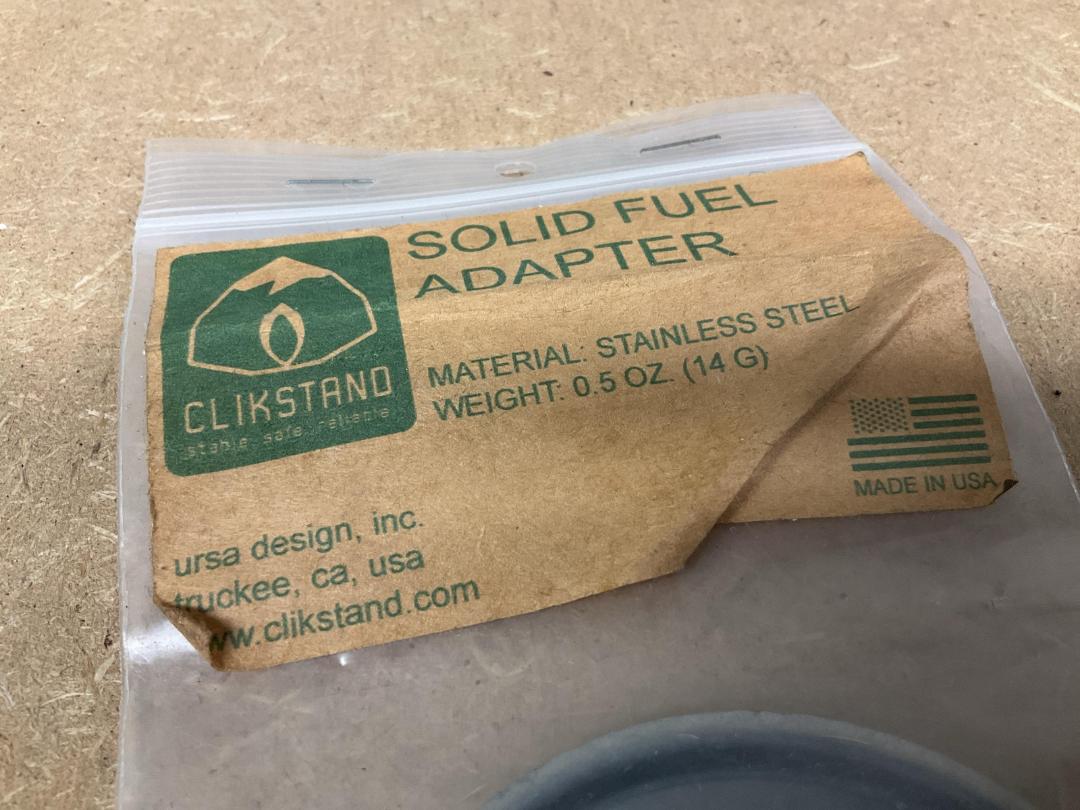 SOLID FUEL
ADAPTER
MATERIAL: STAINLESS STEEL
WEIGHT: 0.5 OZ. (14 G)
CLIKSTAND
stable safe reliable
MADE IN USA
ursa design, inc.
truckee, ca, usa
ww.clikstand.com